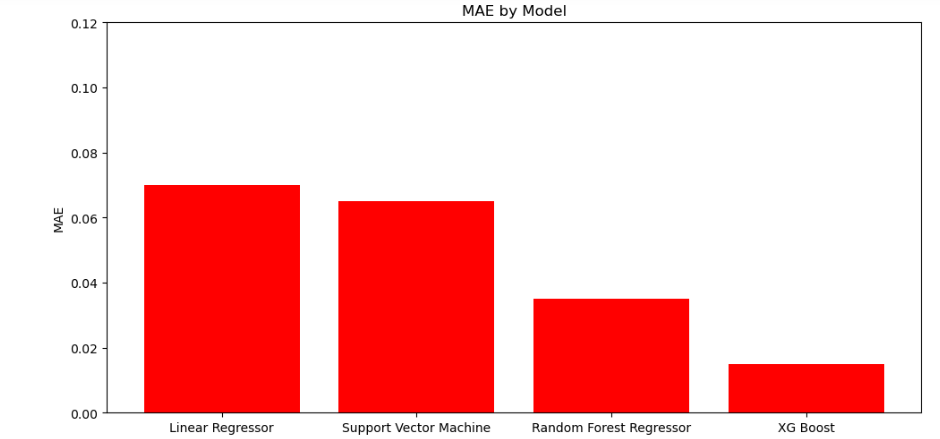 MAE by Model
0.12
0.10
0.08
0.06
0.04
0.02
0.00
MAE
Linear Regressor
Support Vector Machine
Random Forest Regressor
XG Boost